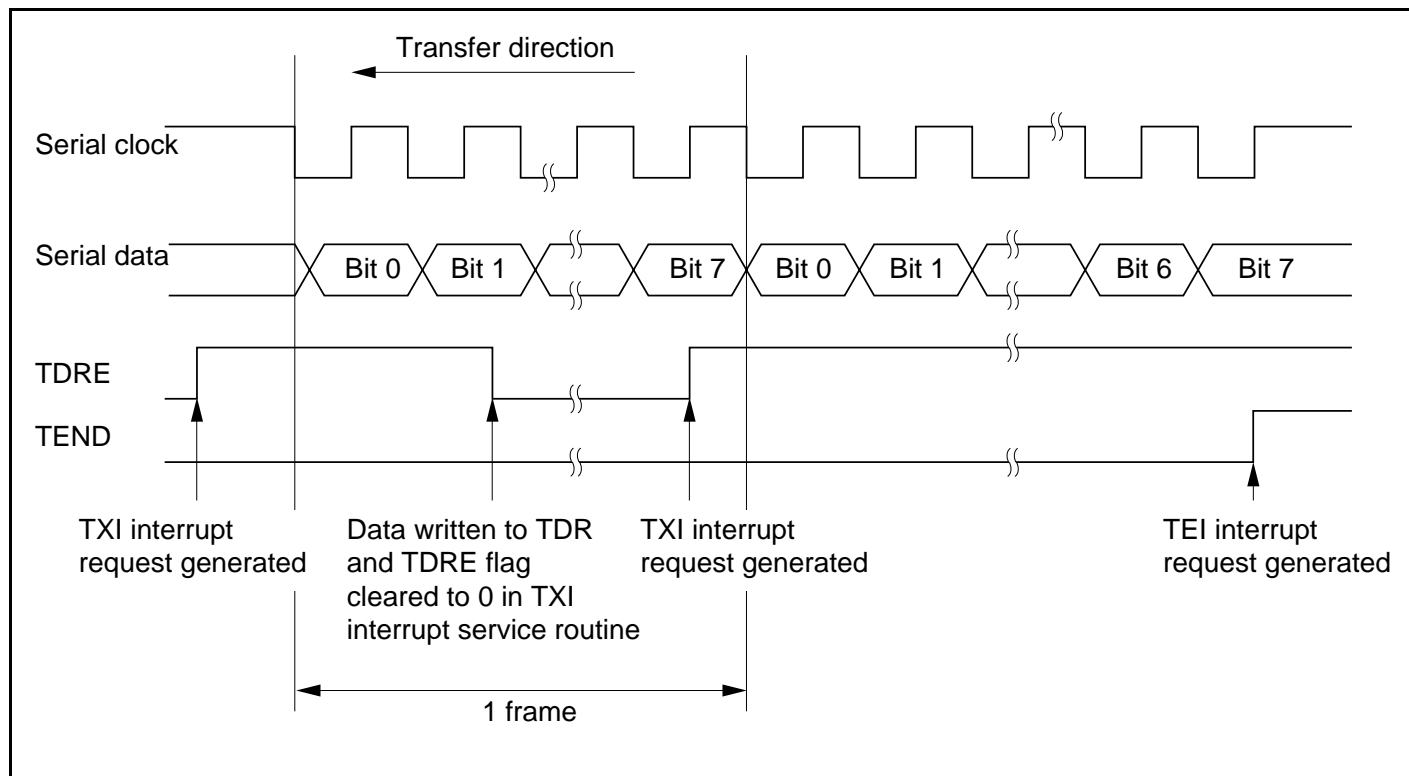 Transfer direction
Serial clock
Serial data
Bit 0
Bit 1
Bit 7
Bit 0
Bit 1
Bit 6
Bit 7
TDRE
TEND
TXI interrupt
request generated
Data written to TDR
and TDRE flag
cleared to 0 in TXI
interrupt service routine
TXI interrupt
request generated
TEI interrupt
request generated
1 frame